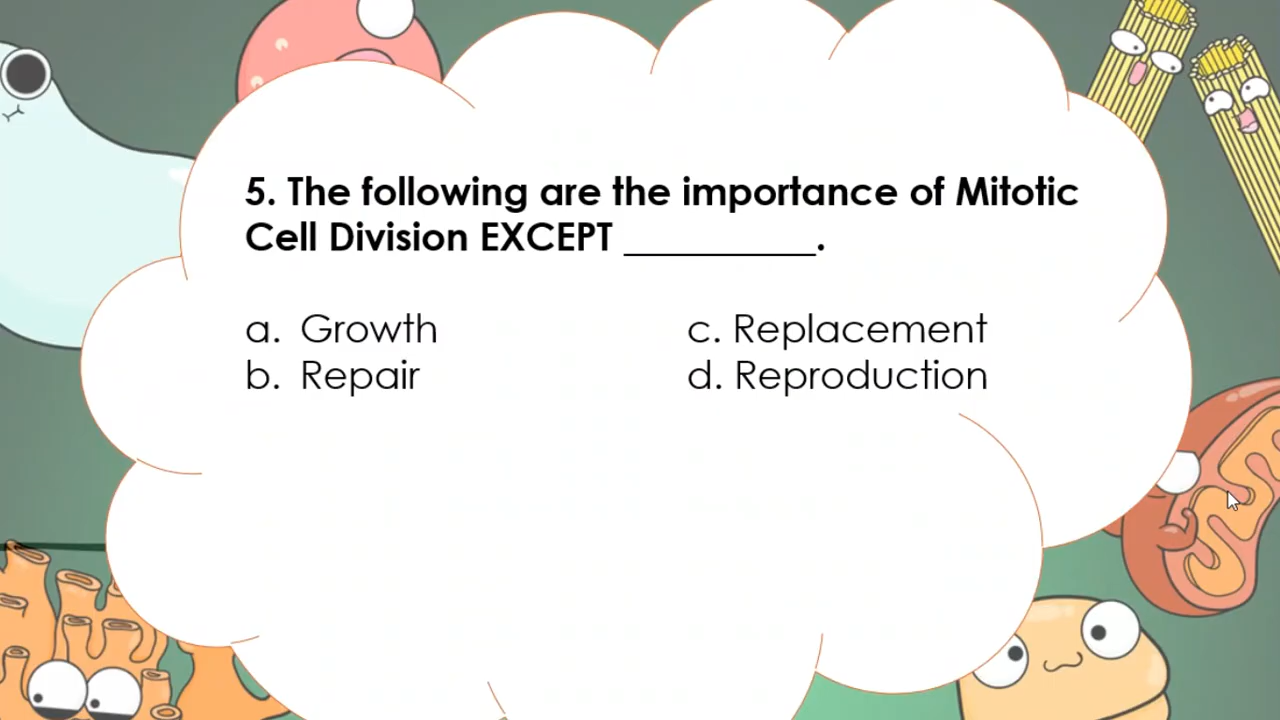 5. The following are the importance of Mitotic
Cell Division EXCEPT __________.
a. Growth
b. Repair
c. Replacement
d. Reproduction